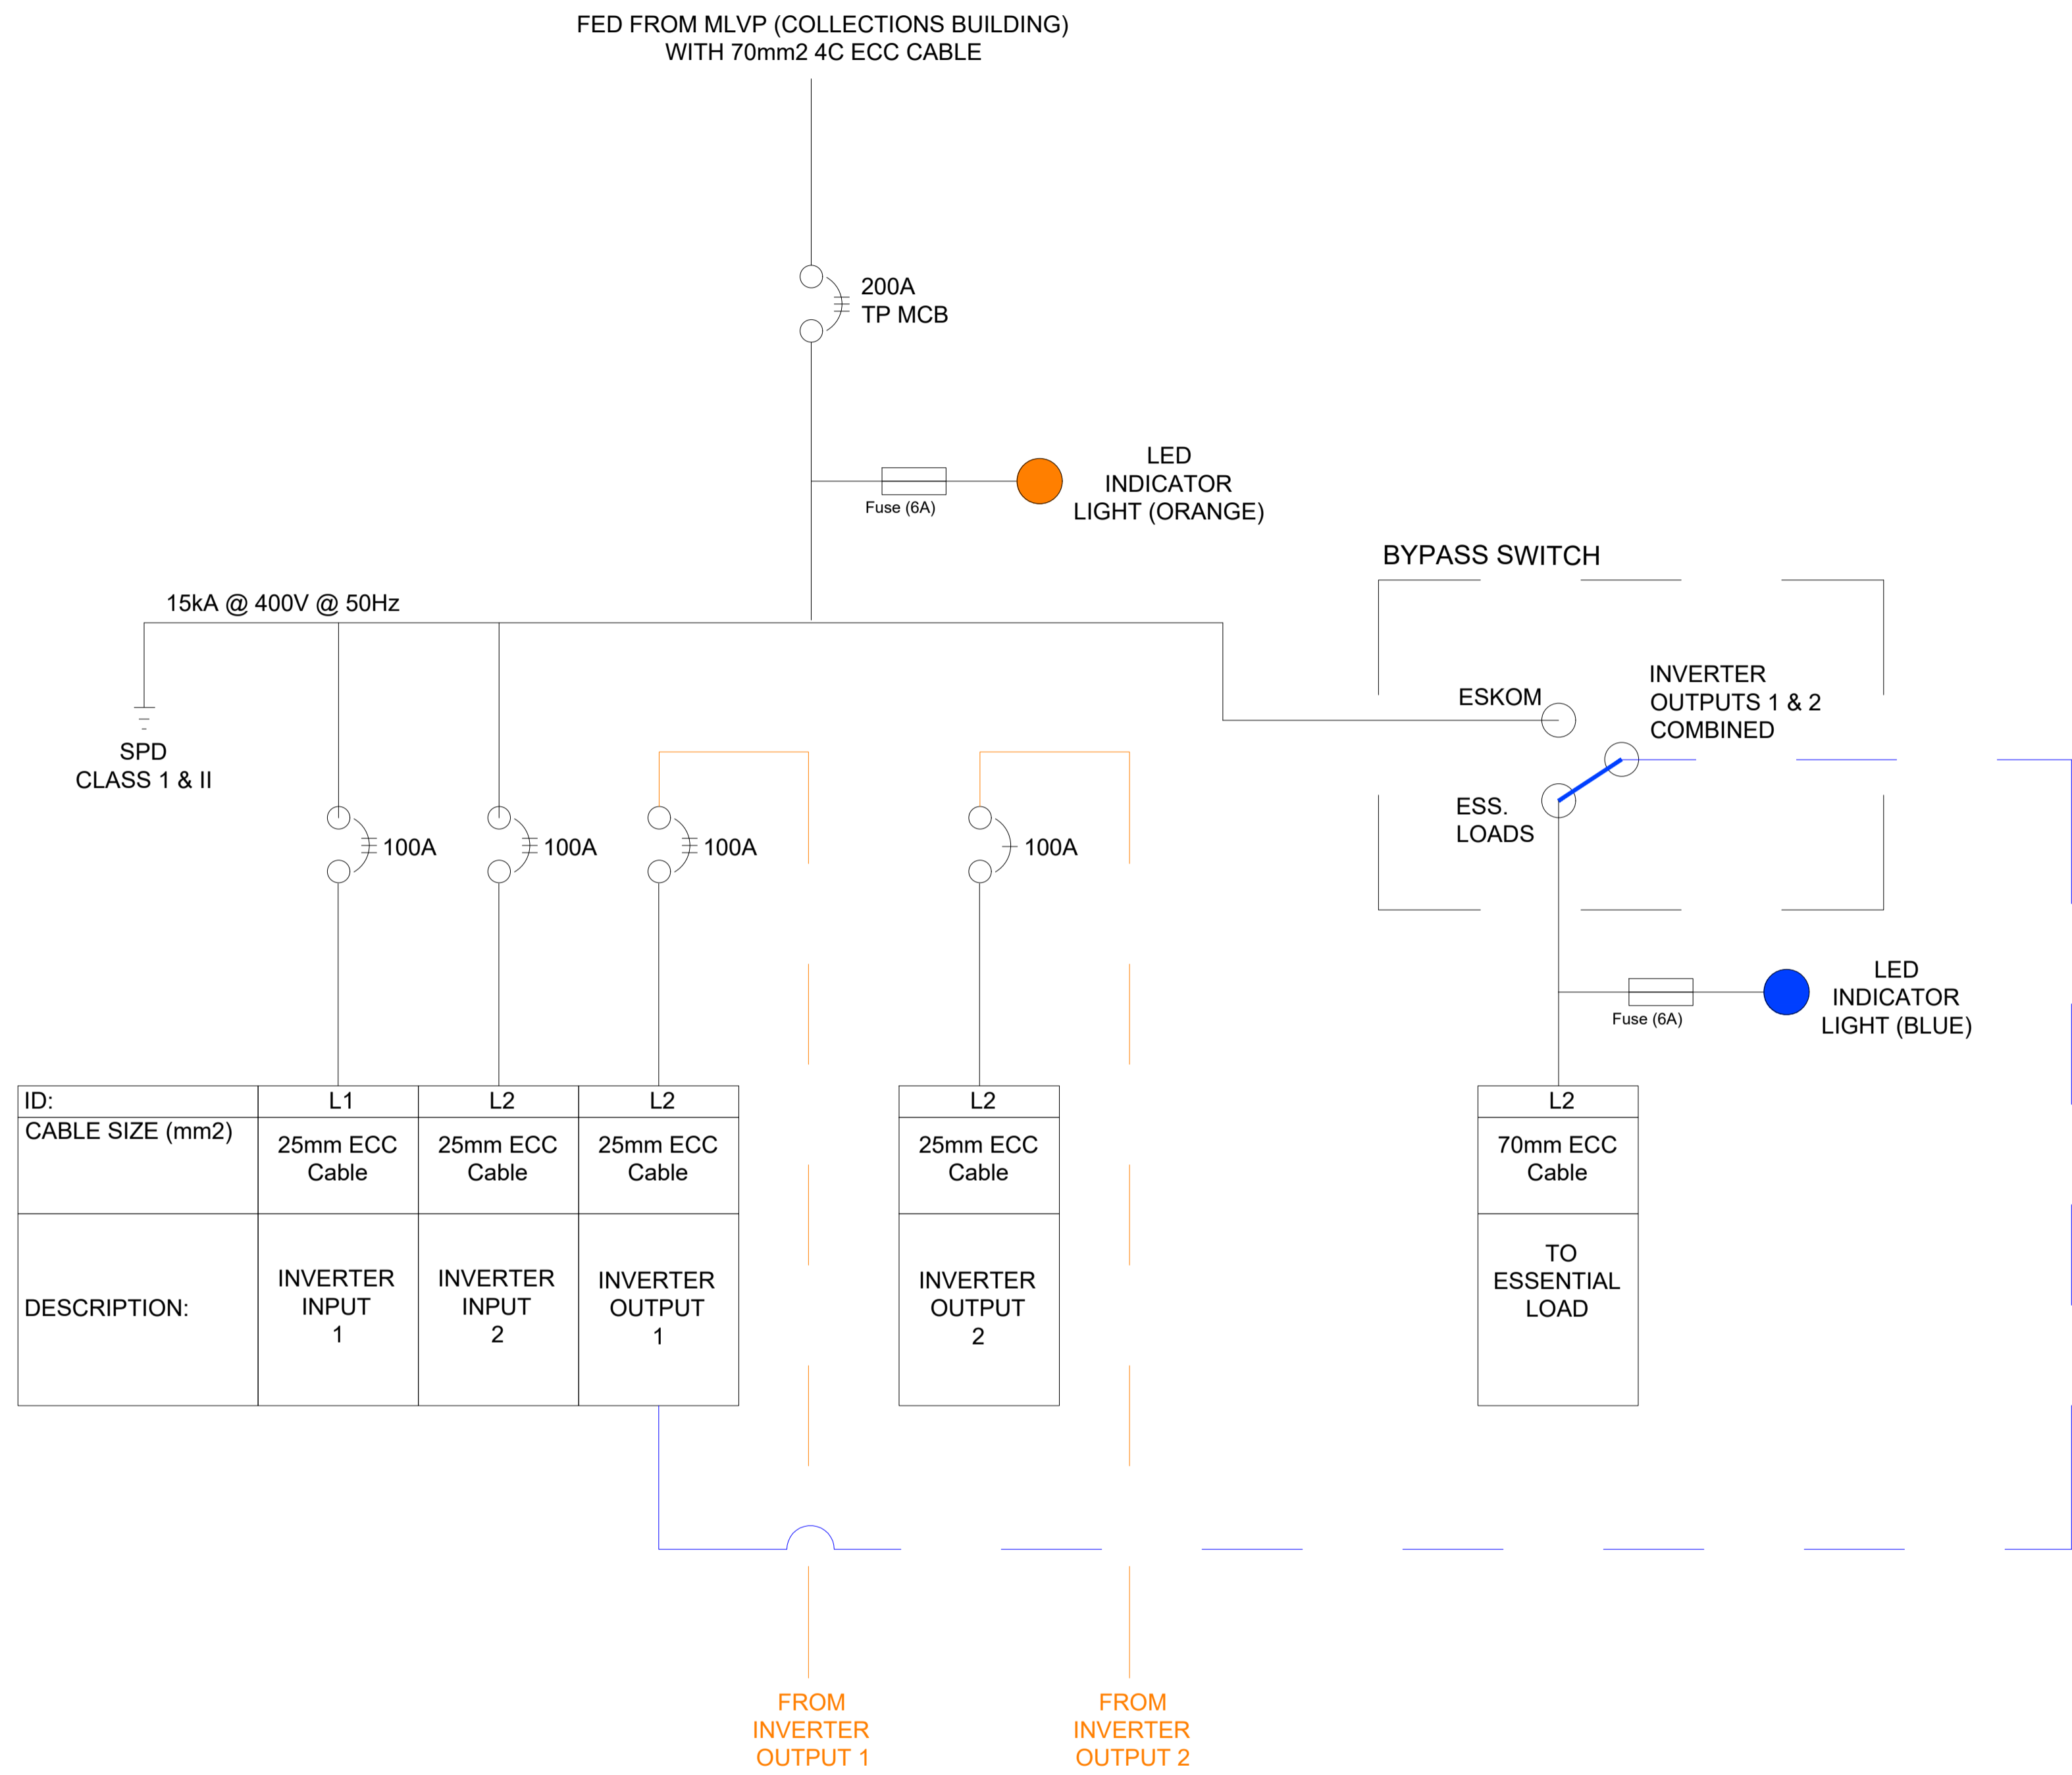 FED FROM MLVP (COLLECTIONS BUILDING)
WITH 70mm2 4C ECC CABLE
200A
TP MCB
LED
INDICATOR
LIGHT (ORANGE)
Fuse (6A)
BYPASS SWITCH
15kA @ 400V @ 50Hz
SPD
CLASS 1 & II
ESKOM
INVERTER
OUTPUTS 1 & 2
COMBINED
ESS.
LOADS
100A
100A
100A
100A
LED
INDICATOR
LIGHT (BLUE)
Fuse (6A)
ID:
L1
L2
L2
L2
L2
CABLE SIZE (mm2)
25mm ECC
Cable
25mm ECC
Cable
25mm ECC
Cable
25mm ECC
Cable
70mm ECC
Cable
DESCRIPTION:
INVERTER
INPUT
1
INVERTER
INPUT
2
INVERTER
OUTPUT
1
INVERTER
OUTPUT
2
TO
ESSENTIAL
LOAD
FROM
INVERTER
OUTPUT 1
FROM
INVERTER
OUTPUT 2